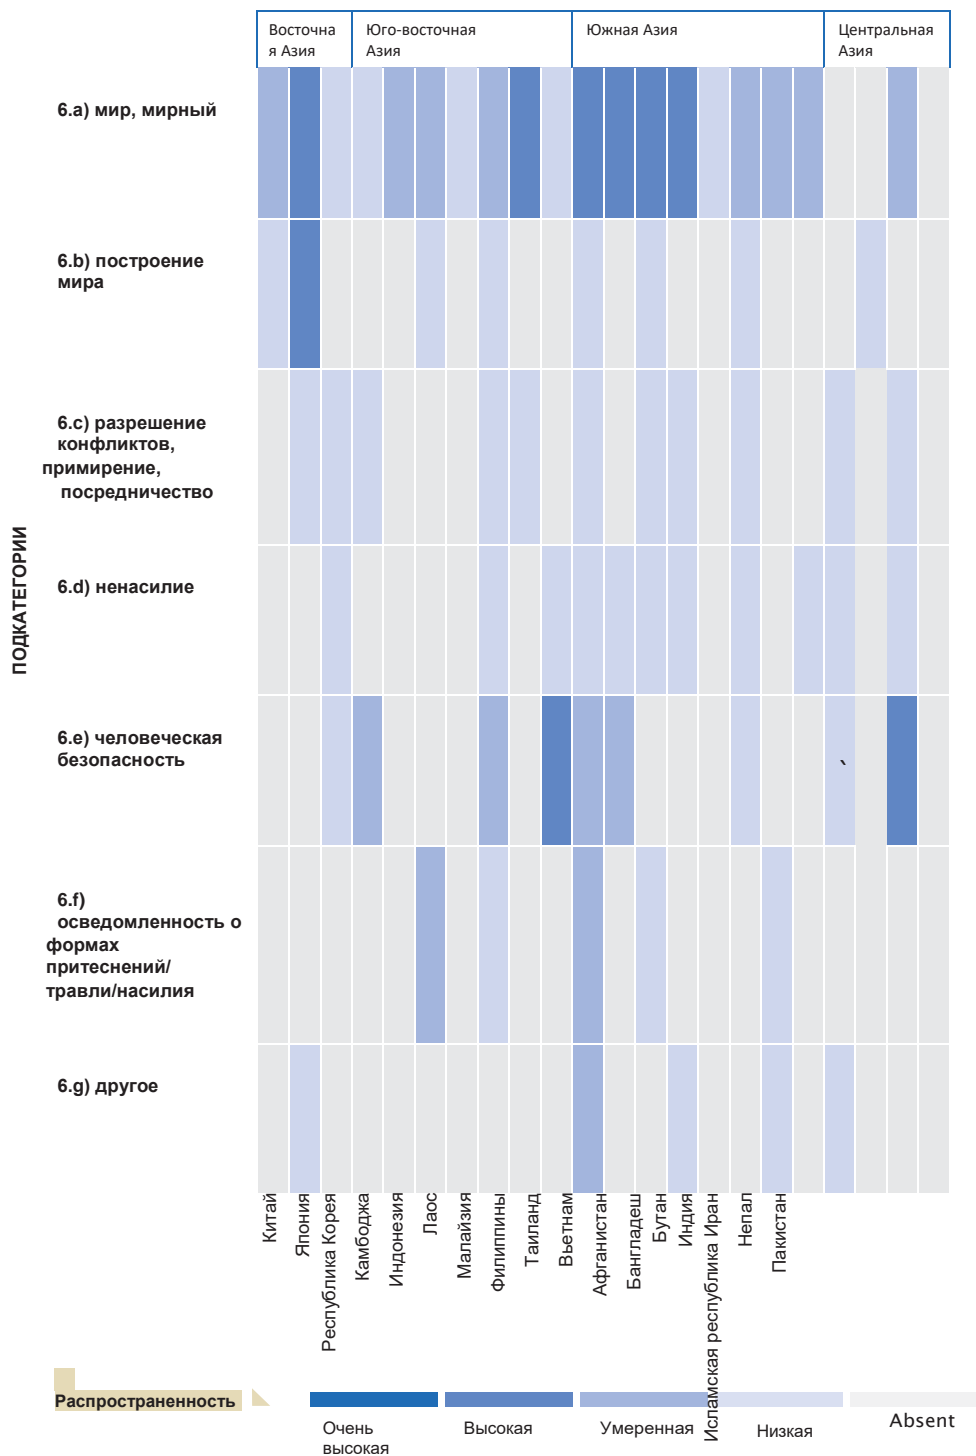 Восточна
я Азия
Юго-восточная
Азия
Южная Азия
Центральная
Азия
6.a) мир, мирный
6.b) построение
мира
6.c) разрешение
конфликтов,
примирение,
посредничество
6.d) ненасилие
6.e) человеческая
безопасность
`
6.f)
осведомленность о
формах
притеснений/
травли/насилия
6.g) другое
ПОДКАТЕГОРИИ
Китай
Япония
Республика Корея
Камбоджа
Индонезия
Лаос
Малайзия
Филиппины
Таиланд
Вьетнам
Афганистан
Бангладеш
Бутан
Индия
Исламская республика Иран
Непал
Пакистан
Распространенность
Очень
высокая
Высокая
Умеренная
Низкая
Absent